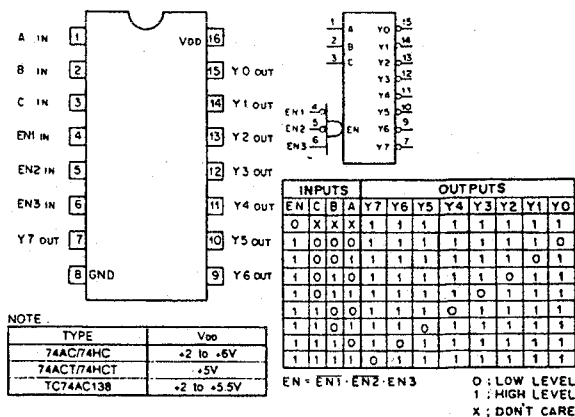 A IN 1
B IN 2
C IN 3
EN1 IN 4
EN2 IN 5
EN3 IN 6
Y7 OUT 7
8 GND
VDD 16
15 Y0 OUT
14 Y1 OUT
13 Y2 OUT
12 Y3 OUT
11 Y4 OUT
10 Y5 OUT
9 Y6 OUT
1 A Y0 15
2 B Y1 14
3 C Y2 13
Y3 12
Y4 11
EN1 4 Y5 10
EN2 5 EN Y6 9
EN3 6 Y7 7
INPUTS OUTPUTS
EN C B A Y7 Y6 Y5 Y4 Y3 Y2 Y1 Y0
0 X X X 1 1 1 1 1 1 1 1
1 0 0 0 1 1 1 1 1 1 1 0
1 0 0 1 1 1 1 1 1 1 0 1
1 0 1 0 1 1 1 1 1 0 1 1
1 0 1 1 1 1 1 1 0 1 1 1
1 1 0 0 1 1 1 0 1 1 1 1
1 1 0 1 1 1 0 1 1 1 1 1
1 1 1 0 1 0 1 1 1 1 1 1
1 1 1 1 0 1 1 1 1 1 1 1
EN = E̅N̅1̅·E̅N̅2̅·EN3
0 ; LOW LEVEL
1 ; HIGH LEVEL
X ; DON'T CARE
NOTE
TYPE VDD
74AC/74HC +2 to +6V
74ACT/74HCT +5V
TC74AC138 +2 to +5.5V